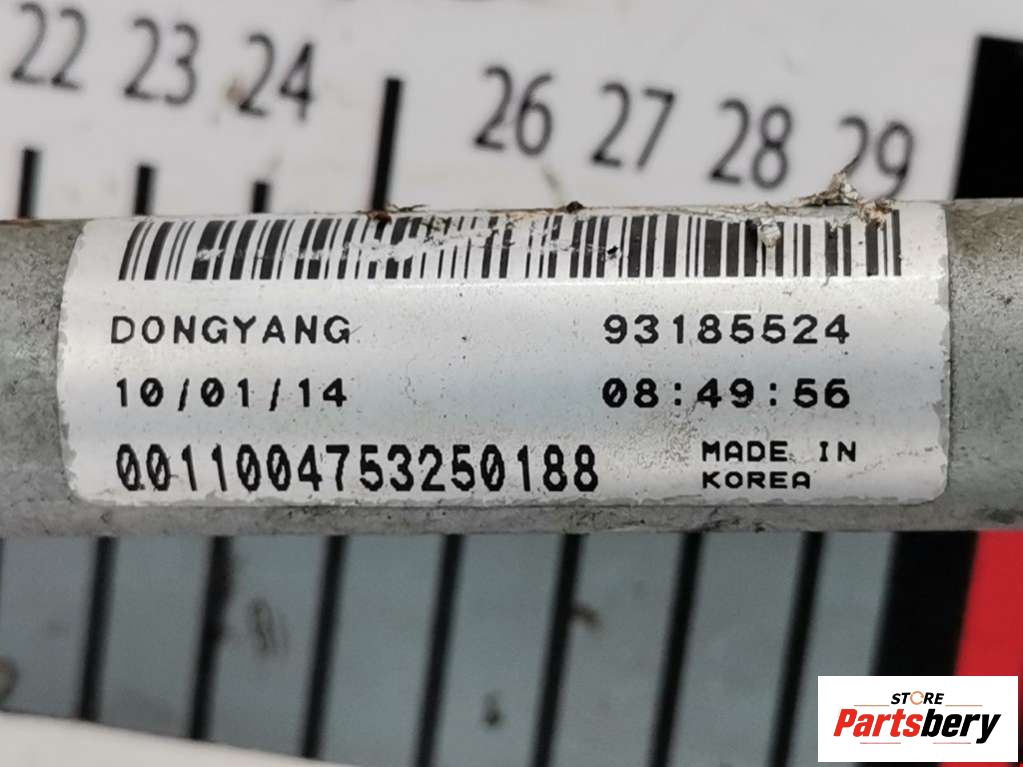 22 23 24 26 27 28 29
DONGYANG 93185524
10/01/14 08:49:56
0011004753250188 MADE IN
KOREA
STORE
Partsbery